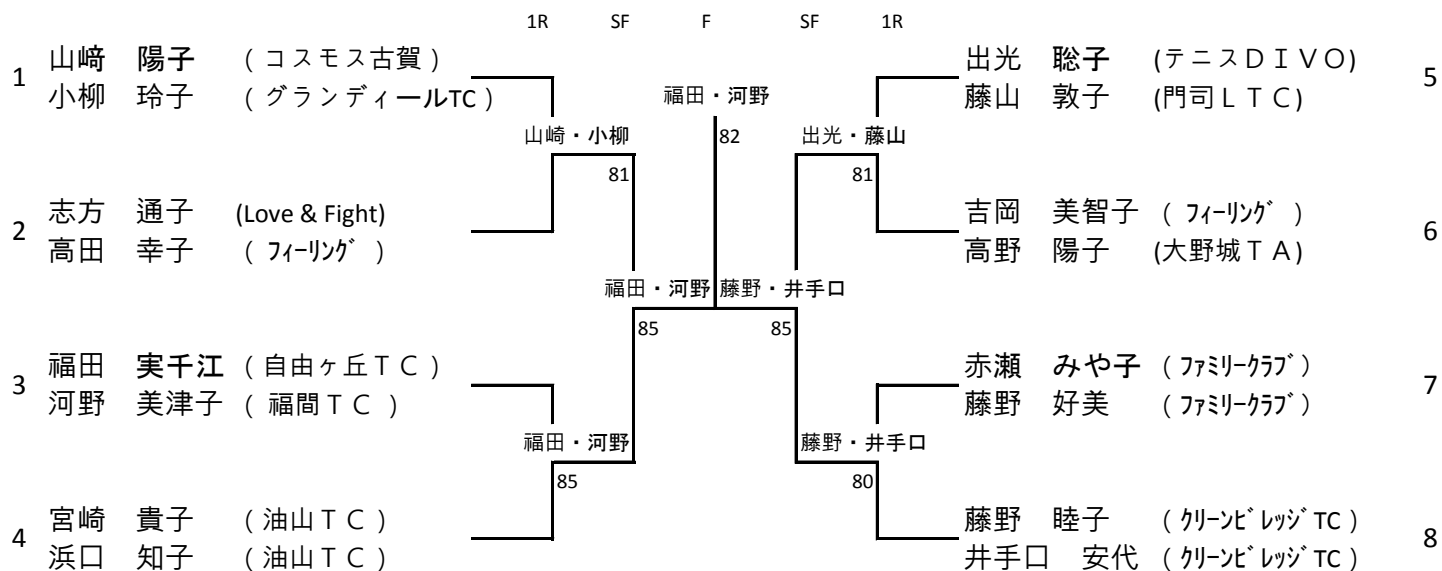 1R SF F SF 1R
1 山﨑 陽子 (コスモス古賀) 出光 聡子 (テニスDIVO) 5
小柳 玲子 (グランディールTC) 藤山 敦子 (門司LTC)
福田・河野
山崎・小柳 82 出光・藤山
81 81
2 志方 通子 (Love & Fight) 吉岡 美智子 (フィーリング) 6
高田 幸子 (フィーリング) 高野 陽子 (大野城TA)
福田・河野 藤野・井手口
85 85
3 福田 実千江 (自由ヶ丘TC) 赤瀬 みや子 (ファミリークラブ) 7
河野 美津子 (福間TC) 藤野 好美 (ファミリークラブ)
福田・河野 藤野・井手口
85 80
4 宮崎 貴子 (油山TC) 藤野 睦子 (グリーンビレッジTC) 8
浜口 知子 (油山TC) 井手口 安代 (グリーンビレッジTC)